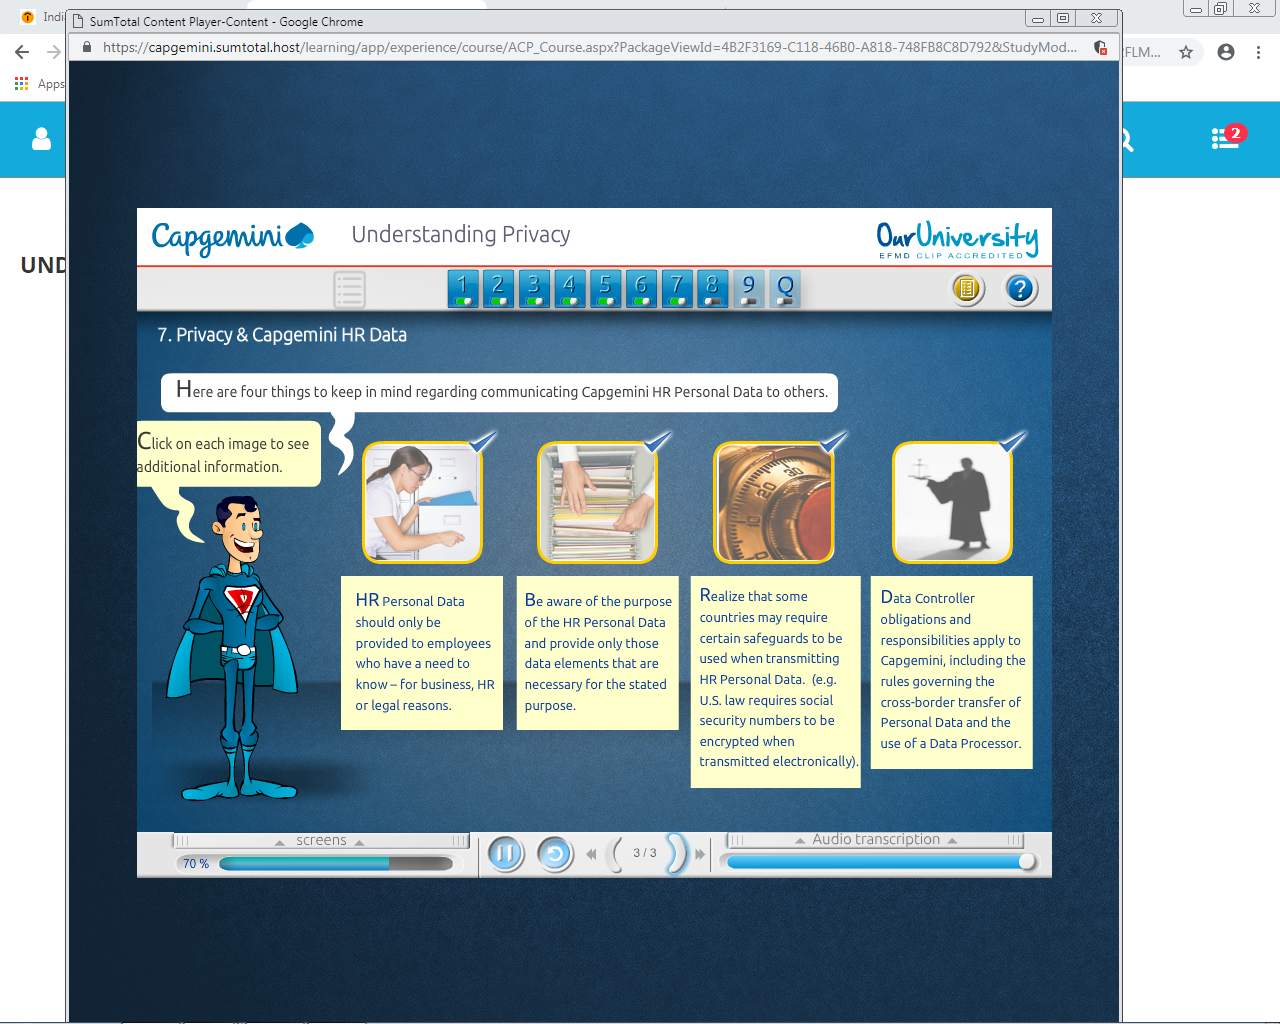 SumTotal Content Player-Content - Google Chrome
https://capgemini.sumtotal.host/learning/app/experience/course/ACP_Course.aspx?PackageViewId=4B2F3169-C118-46B0-A818-748FB8C8D792&StudyMod...
Indi
FLM...
Apps
2
UND
Capgemini
Understanding Privacy
OurUniversity
EFMD CLIP ACCREDITED
1 2 3 4 5 6 7 8 9 Q
?
7. Privacy & Capgemini HR Data
Here are four things to keep in mind regarding communicating Capgemini HR Personal Data to others.
Click on each image to see
additional information.
30
20
10
HR Personal Data
should only be
provided to employees
who have a need to
know – for business, HR
or legal reasons.
Be aware of the purpose
of the HR Personal Data
and provide only those
data elements that are
necessary for the stated
purpose.
Realize that some
countries may require
certain safeguards to be
used when transmitting
HR Personal Data. (e.g.
U.S. law requires social
security numbers to be
encrypted when
transmitted electronically).
Data Controller
obligations and
responsibilities apply to
Capgemini, including the
rules governing the
cross-border transfer of
Personal Data and the
use of a Data Processor.
screens
70 %
3 / 3
Audio transcription